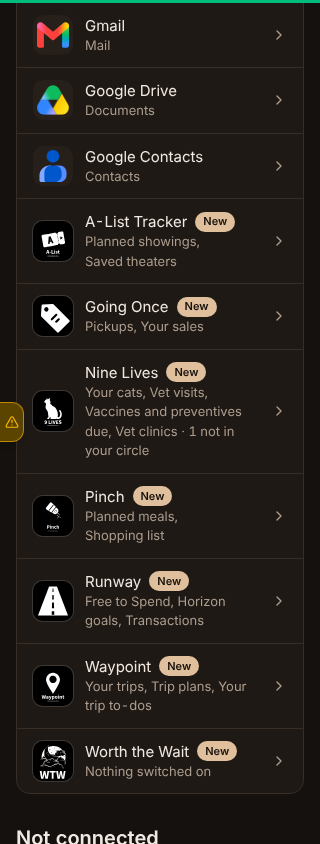 Gmail
Mail
Google Drive
Documents
Google Contacts
Contacts
A-List
A-List Tracker New
Planned showings,
Saved theaters
Going Once New
Pickups, Your sales
9 LIVES
Nine Lives New
Your cats, Vet visits,
Vaccines and preventives
due, Vet clinics · 1 not in
your circle
Pinch
Pinch New
Planned meals,
Shopping list
Runway New
Free to Spend, Horizon
goals, Transactions
Waypoint
Waypoint New
Your trips, Trip plans, Your
trip to-dos
WTW
Worth the Wait New
Nothing switched on
Not connected